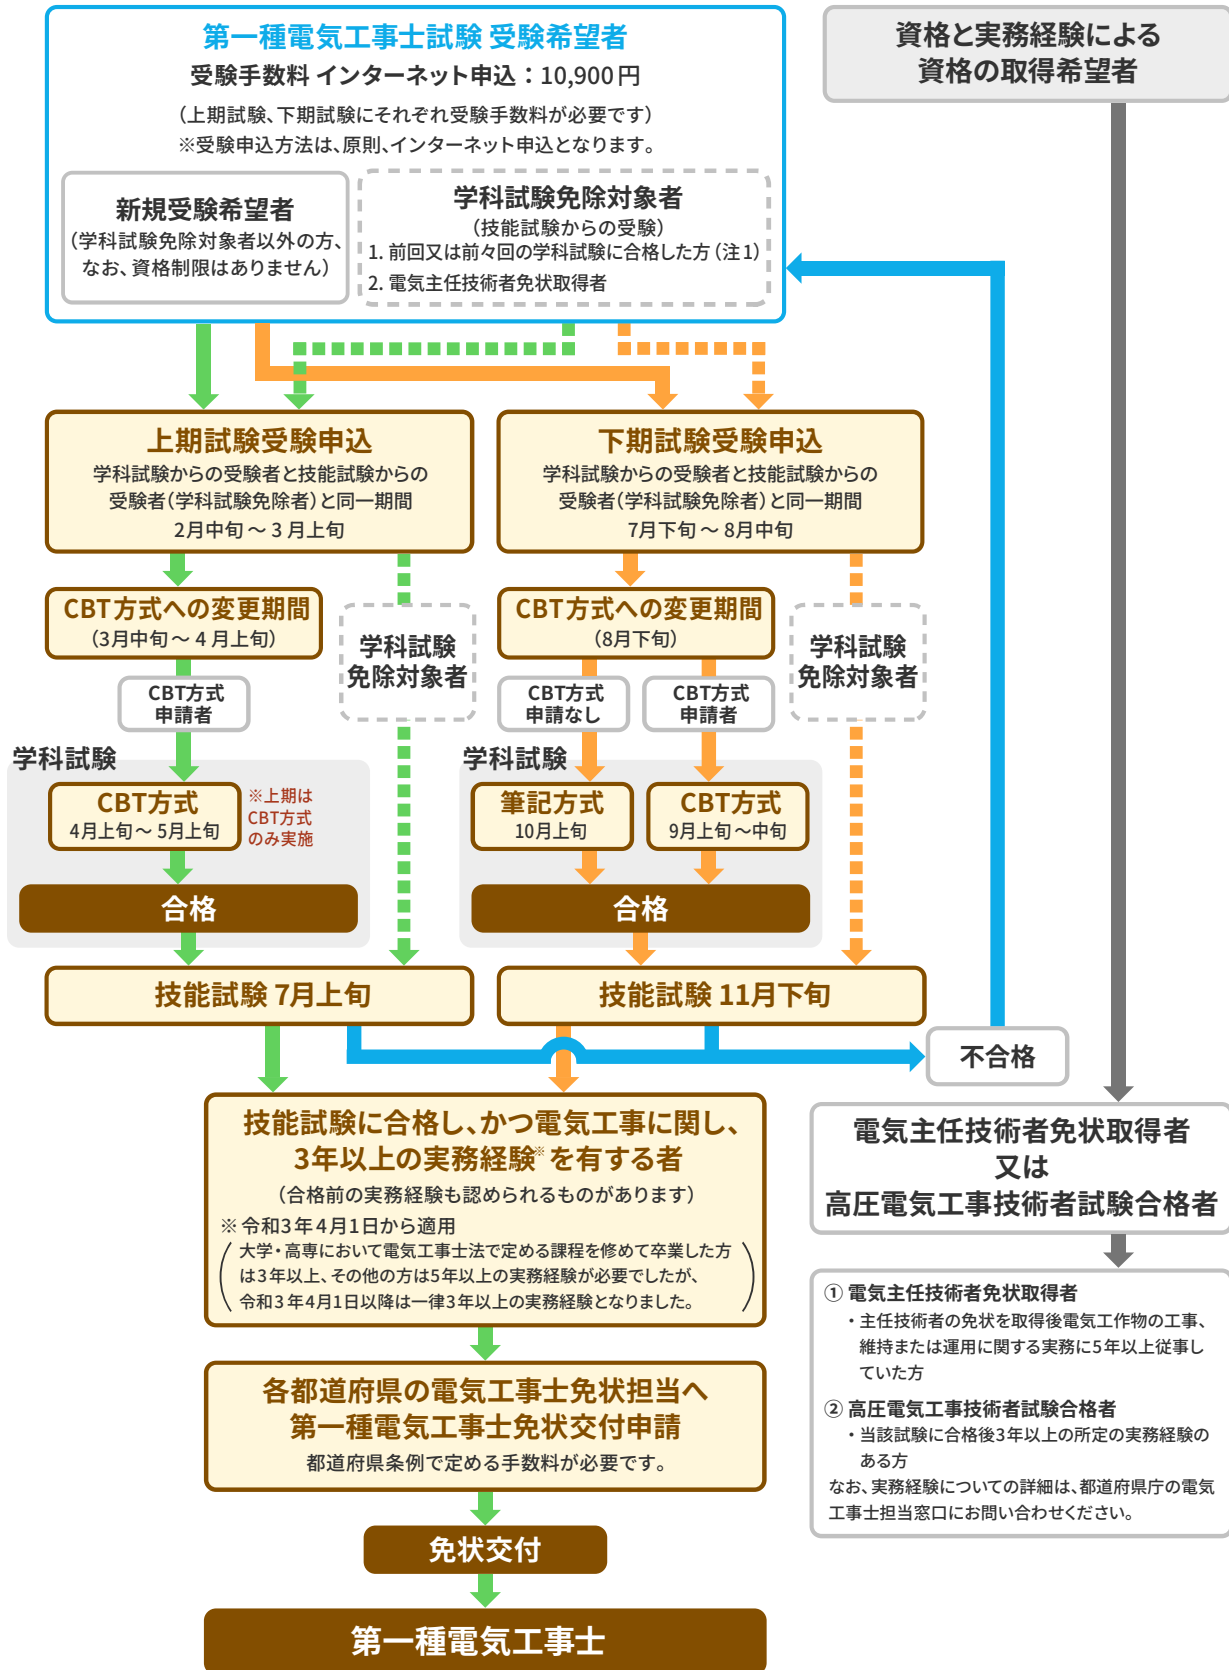 第一種電気工事士試験 受験希望者
受験手数料 インターネット申込：10,900円
（上期試験、下期試験にそれぞれ受験手数料が必要です）
※受験申込方法は、原則、インターネット申込となります。
新規受験希望者
（学科試験免除対象者以外の方、
なお、資格制限はありません）
学科試験免除対象者
（技能試験からの受験）
1. 前回又は前々回の学科試験に合格した方（注1）
2. 電気主任技術者免状取得者
資格と実務経験による
資格の取得希望者
上期試験受験申込
学科試験からの受験者と技能試験からの
受験者（学科試験免除者）と同一期間
2月中旬～3月上旬
下期試験受験申込
学科試験からの受験者と技能試験からの
受験者（学科試験免除者）と同一期間
7月下旬～8月中旬
CBT方式への変更期間
（3月中旬～4月上旬）
学科試験
免除対象者
CBT方式
申請者
CBT方式への変更期間
（8月下旬）
学科試験
免除対象者
CBT方式
申請なし
CBT方式
申請者
学科試験
CBT方式
4月上旬～5月上旬
※上期は
CBT方式
のみ実施
合格
学科試験
筆記方式
10月上旬
CBT方式
9月上旬～中旬
合格
技能試験 7月上旬
技能試験 11月下旬
不合格
技能試験に合格し、かつ電気工事に関し、
3年以上の実務経験※を有する者
（合格前の実務経験も認められるものがあります）
※ 令和3年4月1日から適用
（大学・高専において電気工事士法で定める課程を修めて卒業した方
は3年以上、その他の方は5年以上の実務経験が必要でしたが、
令和3年4月1日以降は一律3年以上の実務経験となりました。）
各都道府県の電気工事士免状担当へ
第一種電気工事士免状交付申請
都道府県条例で定める手数料が必要です。
免状交付
第一種電気工事士
電気主任技術者免状取得者
又は
高圧電気工事技術者試験合格者
① 電気主任技術者免状取得者
・主任技術者の免状を取得後電気工作物の工事、
維持または運用に関する実務に5年以上従事し
ていた方
② 高圧電気工事技術者試験合格者
・当該試験に合格後3年以上の所定の実務経験の
ある方
なお、実務経験についての詳細は、都道府県庁の電気
工事士担当窓口にお問い合わせください。